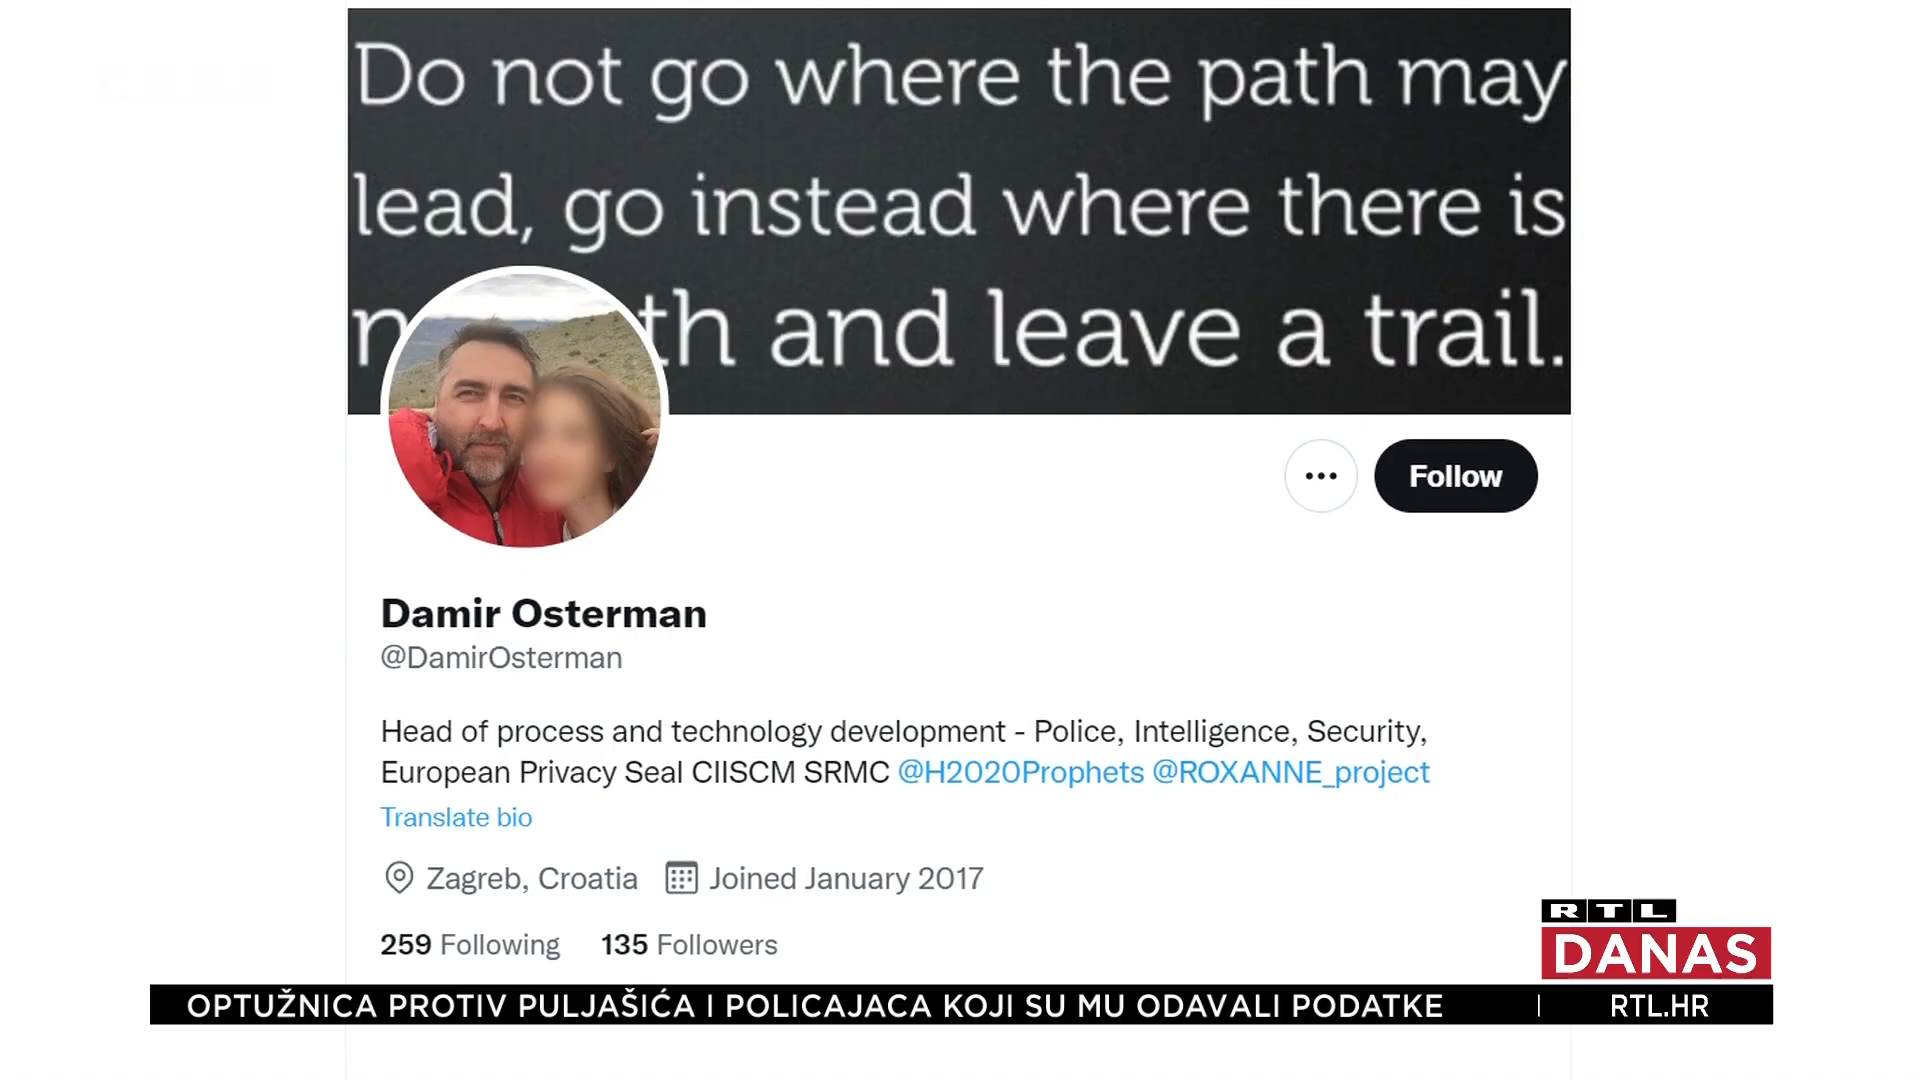 Do not go where the path may
lead, go instead where there is
th and leave a trail.
Follow
Damir Osterman
@DamirOsterman
Head of process and technology development - Police, Intelligence, Security,
European Privacy Seal CIISCM SRMC @H2020Prophets @ROXANNE_project
Translate bio
Zagreb, Croatia Joined January 2017
259 Following 135 Followers
RTL
DANAS
OPTUŽNICA PROTIV PULJAŠIĆA I POLICAJACA KOJI SU MU ODAVALI PODATKE | RTL.HR